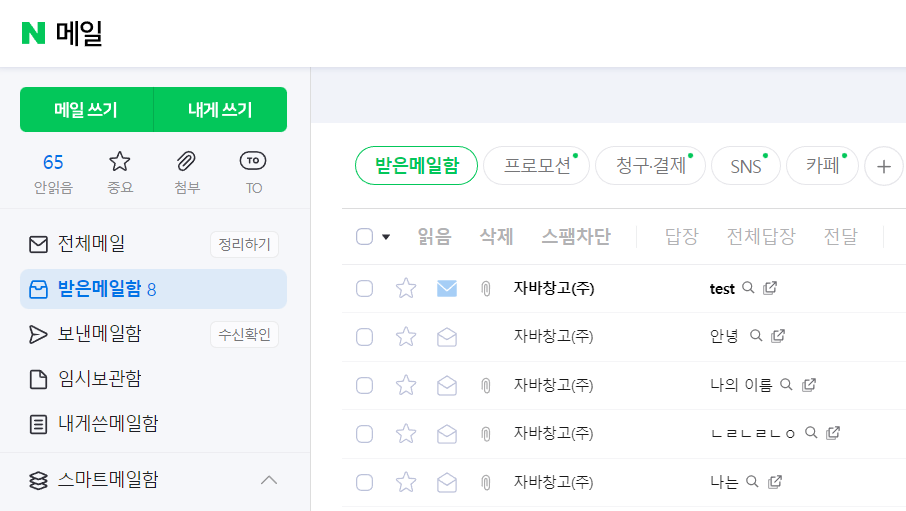 N 메일
메일 쓰기 내게 쓰기
65 TO
안읽음 중요 첨부 TO
전체메일 정리하기
받은메일함 8
보낸메일함 수신확인
임시보관함
내게쓴메일함
스마트메일함
받은메일함 프로모션 청구·결제 SNS 카페 +
읽음 삭제 스팸차단 답장 전체답장 전달
자바창고(주) test
자바창고(주) 안녕
자바창고(주) 나의 이름
자바창고(주) ㄴㄹㄴㄹㄴㅇ
자바창고(주) 나는